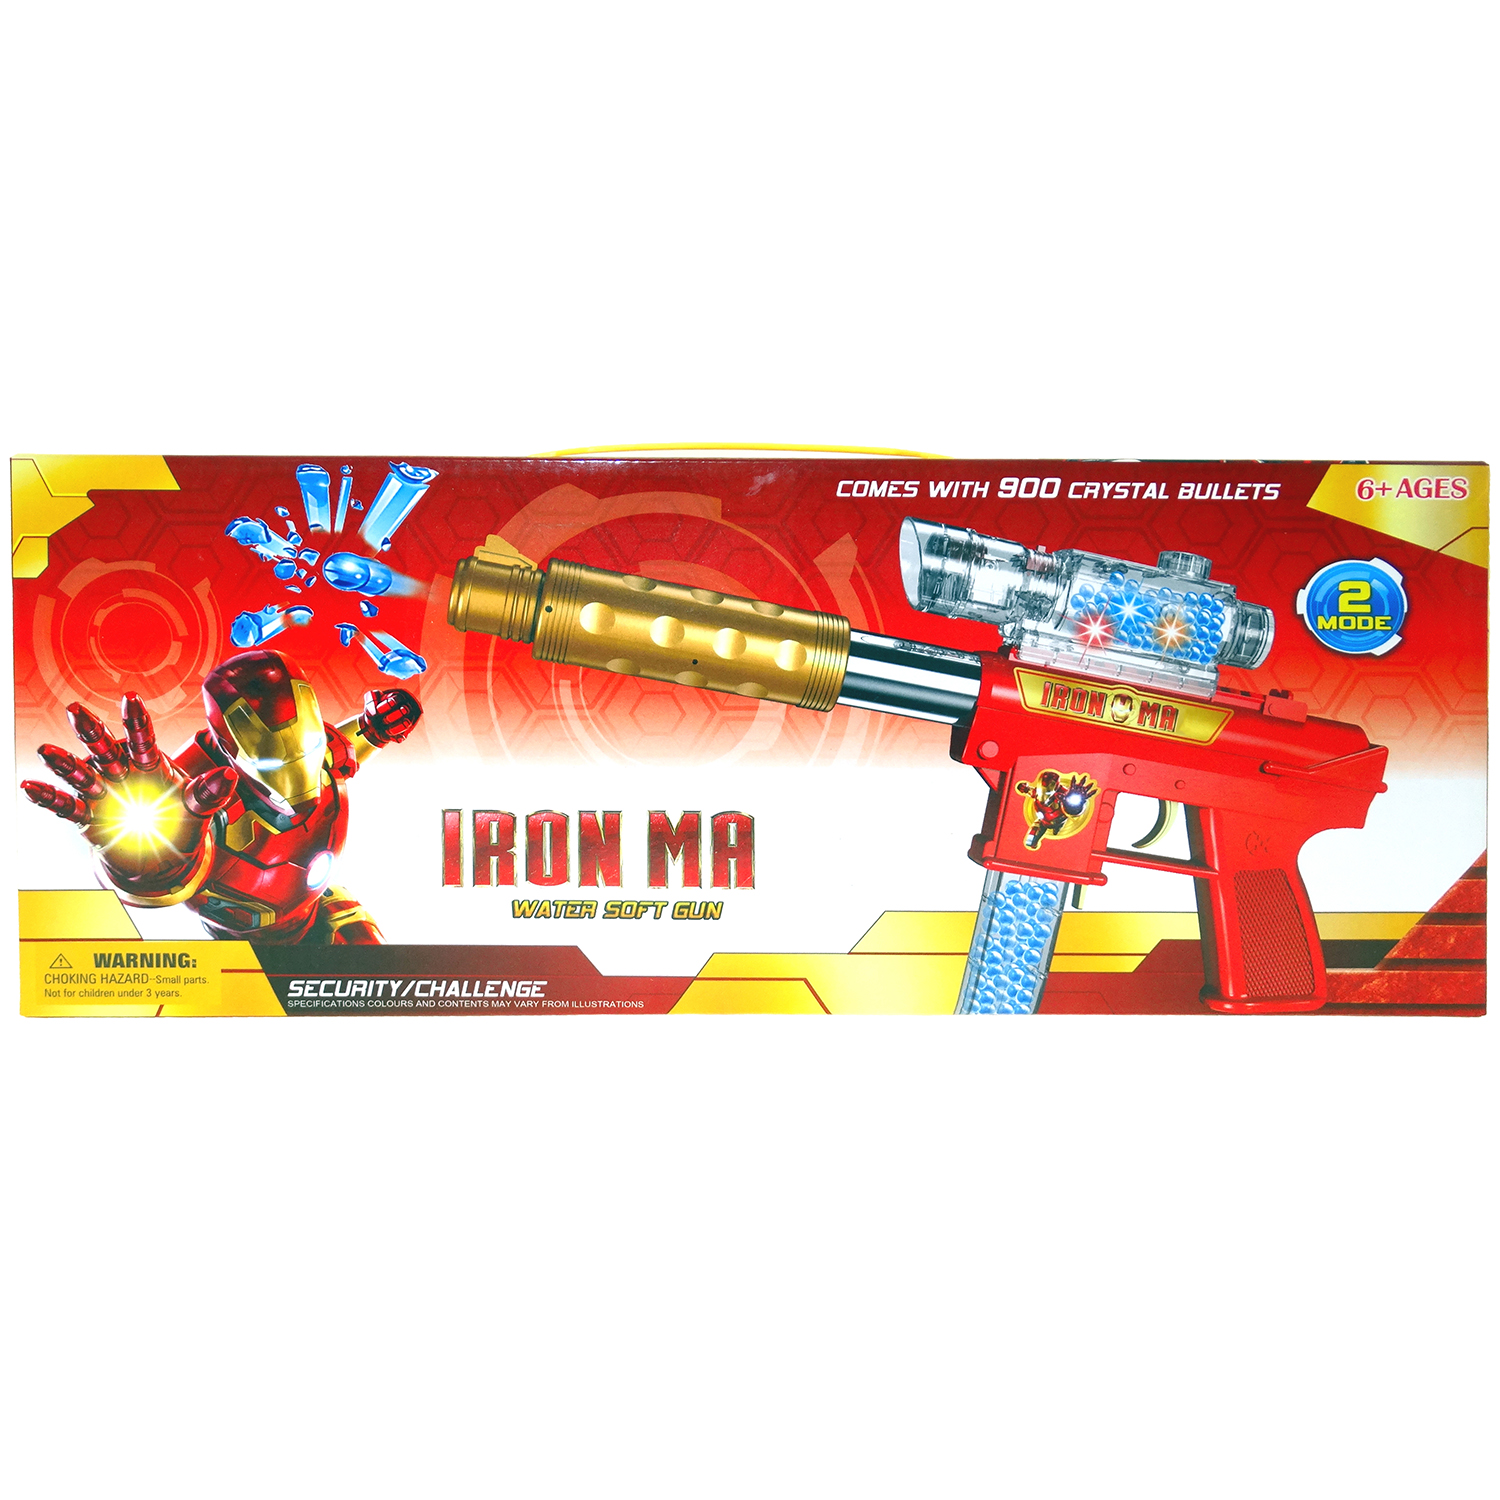 COMES WITH 900 CRYSTAL BULLETS
6+ AGES
2
MODE
IRON MA
IRON MA
WATER SOFT GUN
WARNING:
CHOKING HAZARD--Small parts.
Not for children under 3 years.
SECURITY/CHALLENGE
SPECIFICATIONS COLOURS AND CONTENTS MAY VARY FROM ILLUSTRATIONS